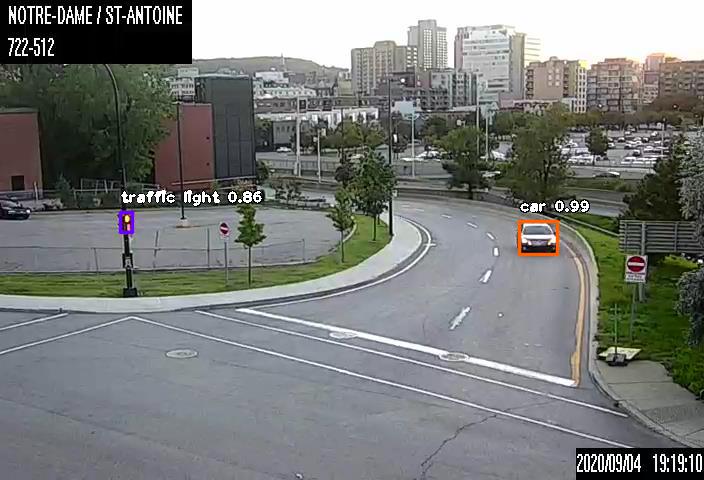 NOTRE-DAME / ST-ANTOINE
722-512
traffic light 0.86
car 0.99
2020/09/04 19:19:10